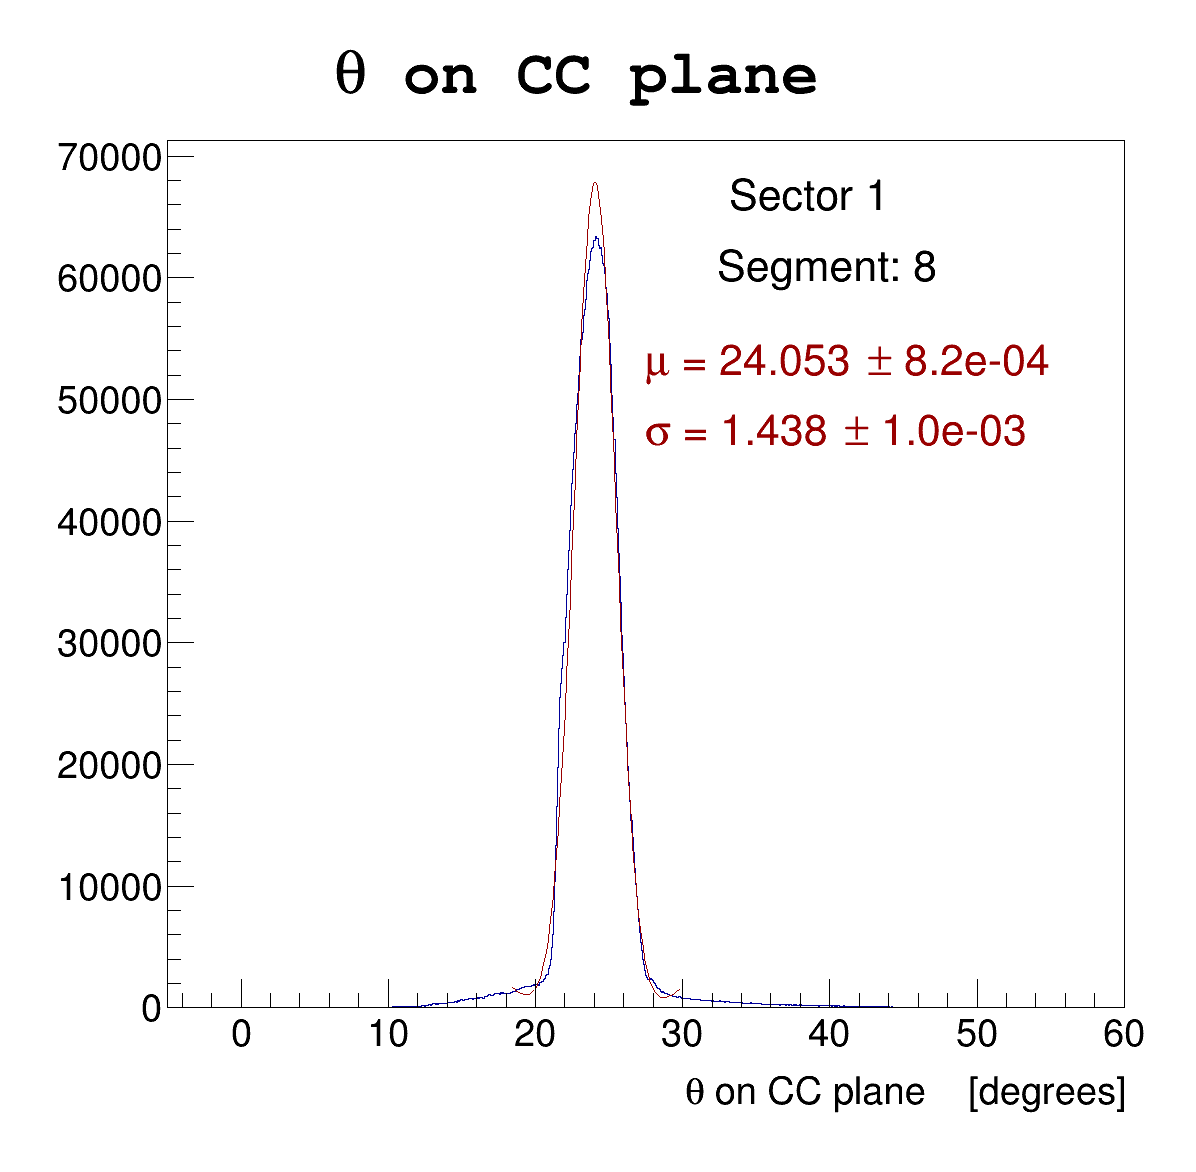 θ on CC plane
70000
60000
50000
40000
30000
20000
10000
0
Sector 1
Segment: 8
μ = 24.053 ± 8.2e-04
σ = 1.438 ± 1.0e-03
0 10 20 30 40 50 60
θ on CC plane [degrees]